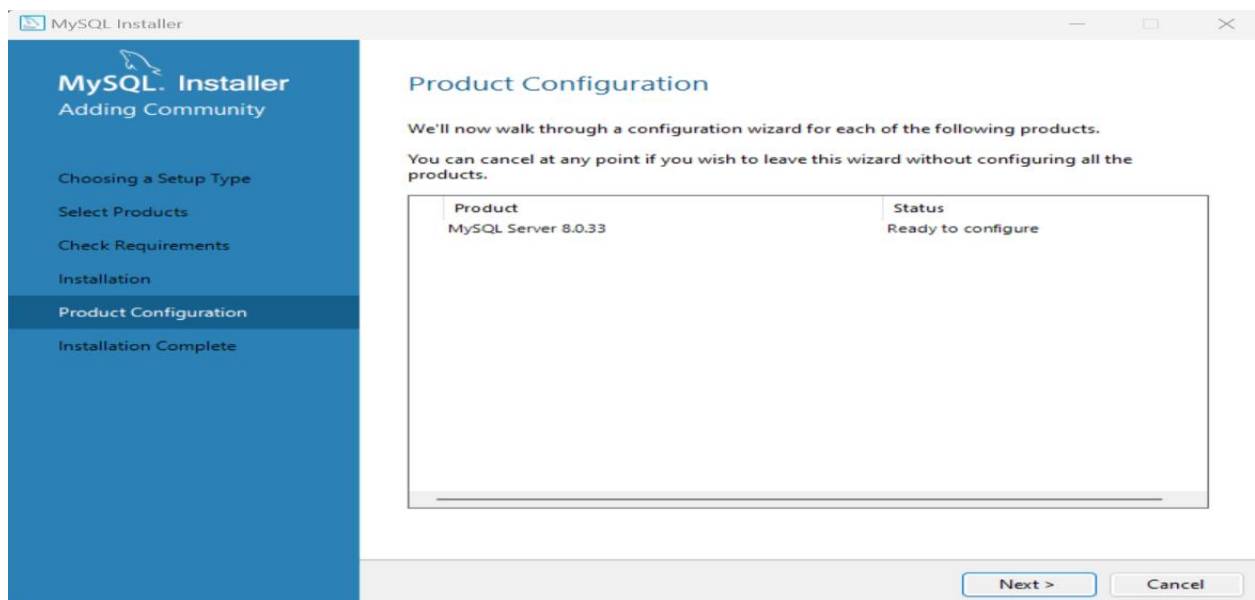 MySQL Installer
MySQL. Installer
Adding Community
Choosing a Setup Type
Select Products
Check Requirements
Installation
Product Configuration
Installation Complete
Product Configuration
We'll now walk through a configuration wizard for each of the following products.
You can cancel at any point if you wish to leave this wizard without configuring all the
products.
Product Status
MySQL Server 8.0.33 Ready to configure
Next > Cancel